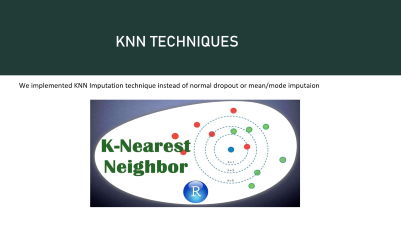 KNN TECHNIQUES
We implemented KNN Imputation technique instead of normal dropout or mean/mode imputaion
K-Nearest
Neighbor
R